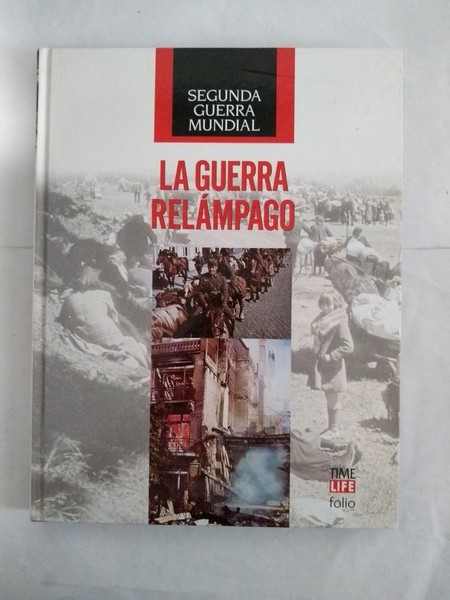 SEGUNDA
GUERRA
MUNDIAL
LA GUERRA
RELÁMPAGO
TIME
LIFE
folio